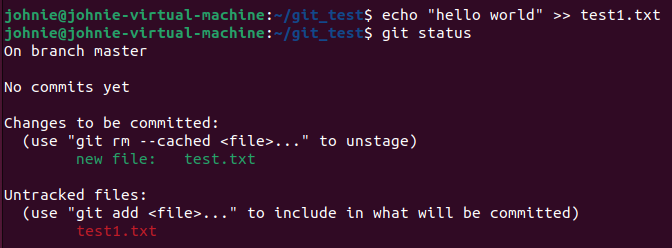 johnie@johnie-virtual-machine:~/git_test$ echo "hello world" >> test1.txt
johnie@johnie-virtual-machine:~/git_test$ git status
On branch master
No commits yet
Changes to be committed:
  (use "git rm --cached <file>..." to unstage)
        new file:   test.txt
Untracked files:
  (use "git add <file>..." to include in what will be committed)
        test1.txt